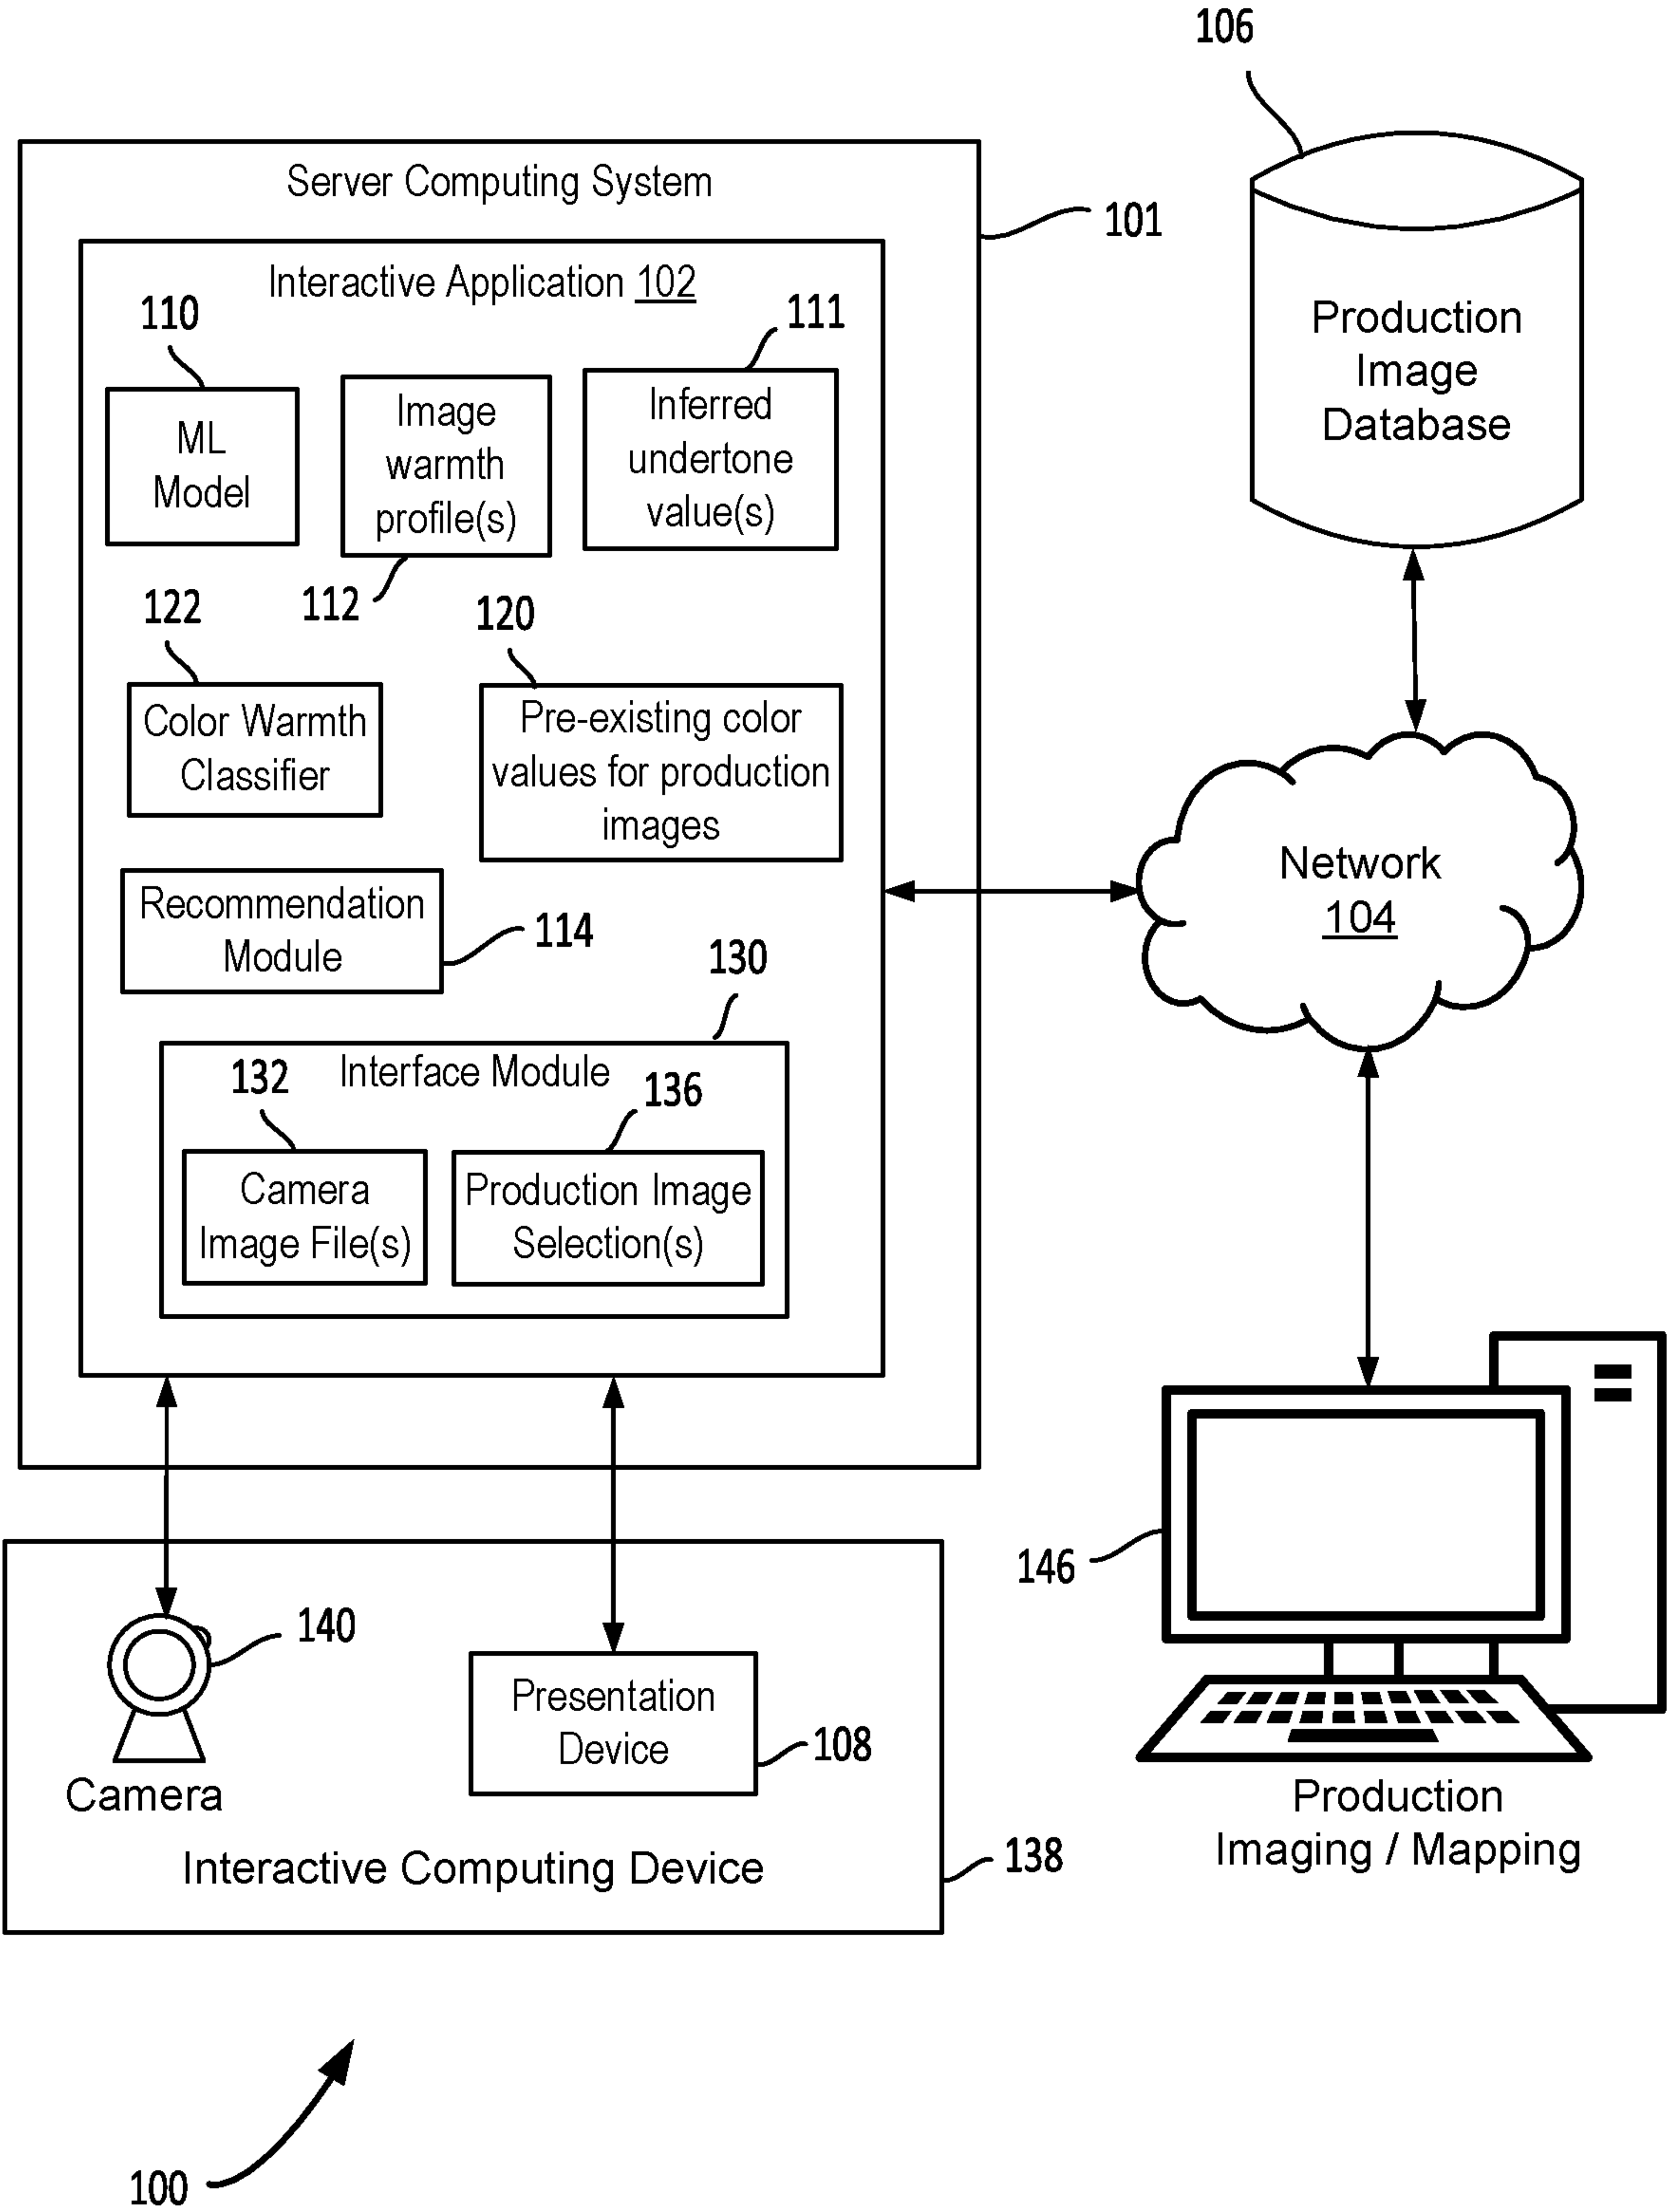 106
Server Computing System
101
Interactive Application 102
110
111
ML
Model
Image
warmth
profile(s)
Inferred
undertone
value(s)
112
Production
Image
Database
122
120
Color Warmth
Classifier
Pre-existing color
values for production
images
Network
104
Recommendation
Module
114
130
Interface Module
132
136
Camera
Image File(s)
Production Image
Selection(s)
146
140
Camera
Presentation
Device
108
Interactive Computing Device
138
Production
Imaging / Mapping
100